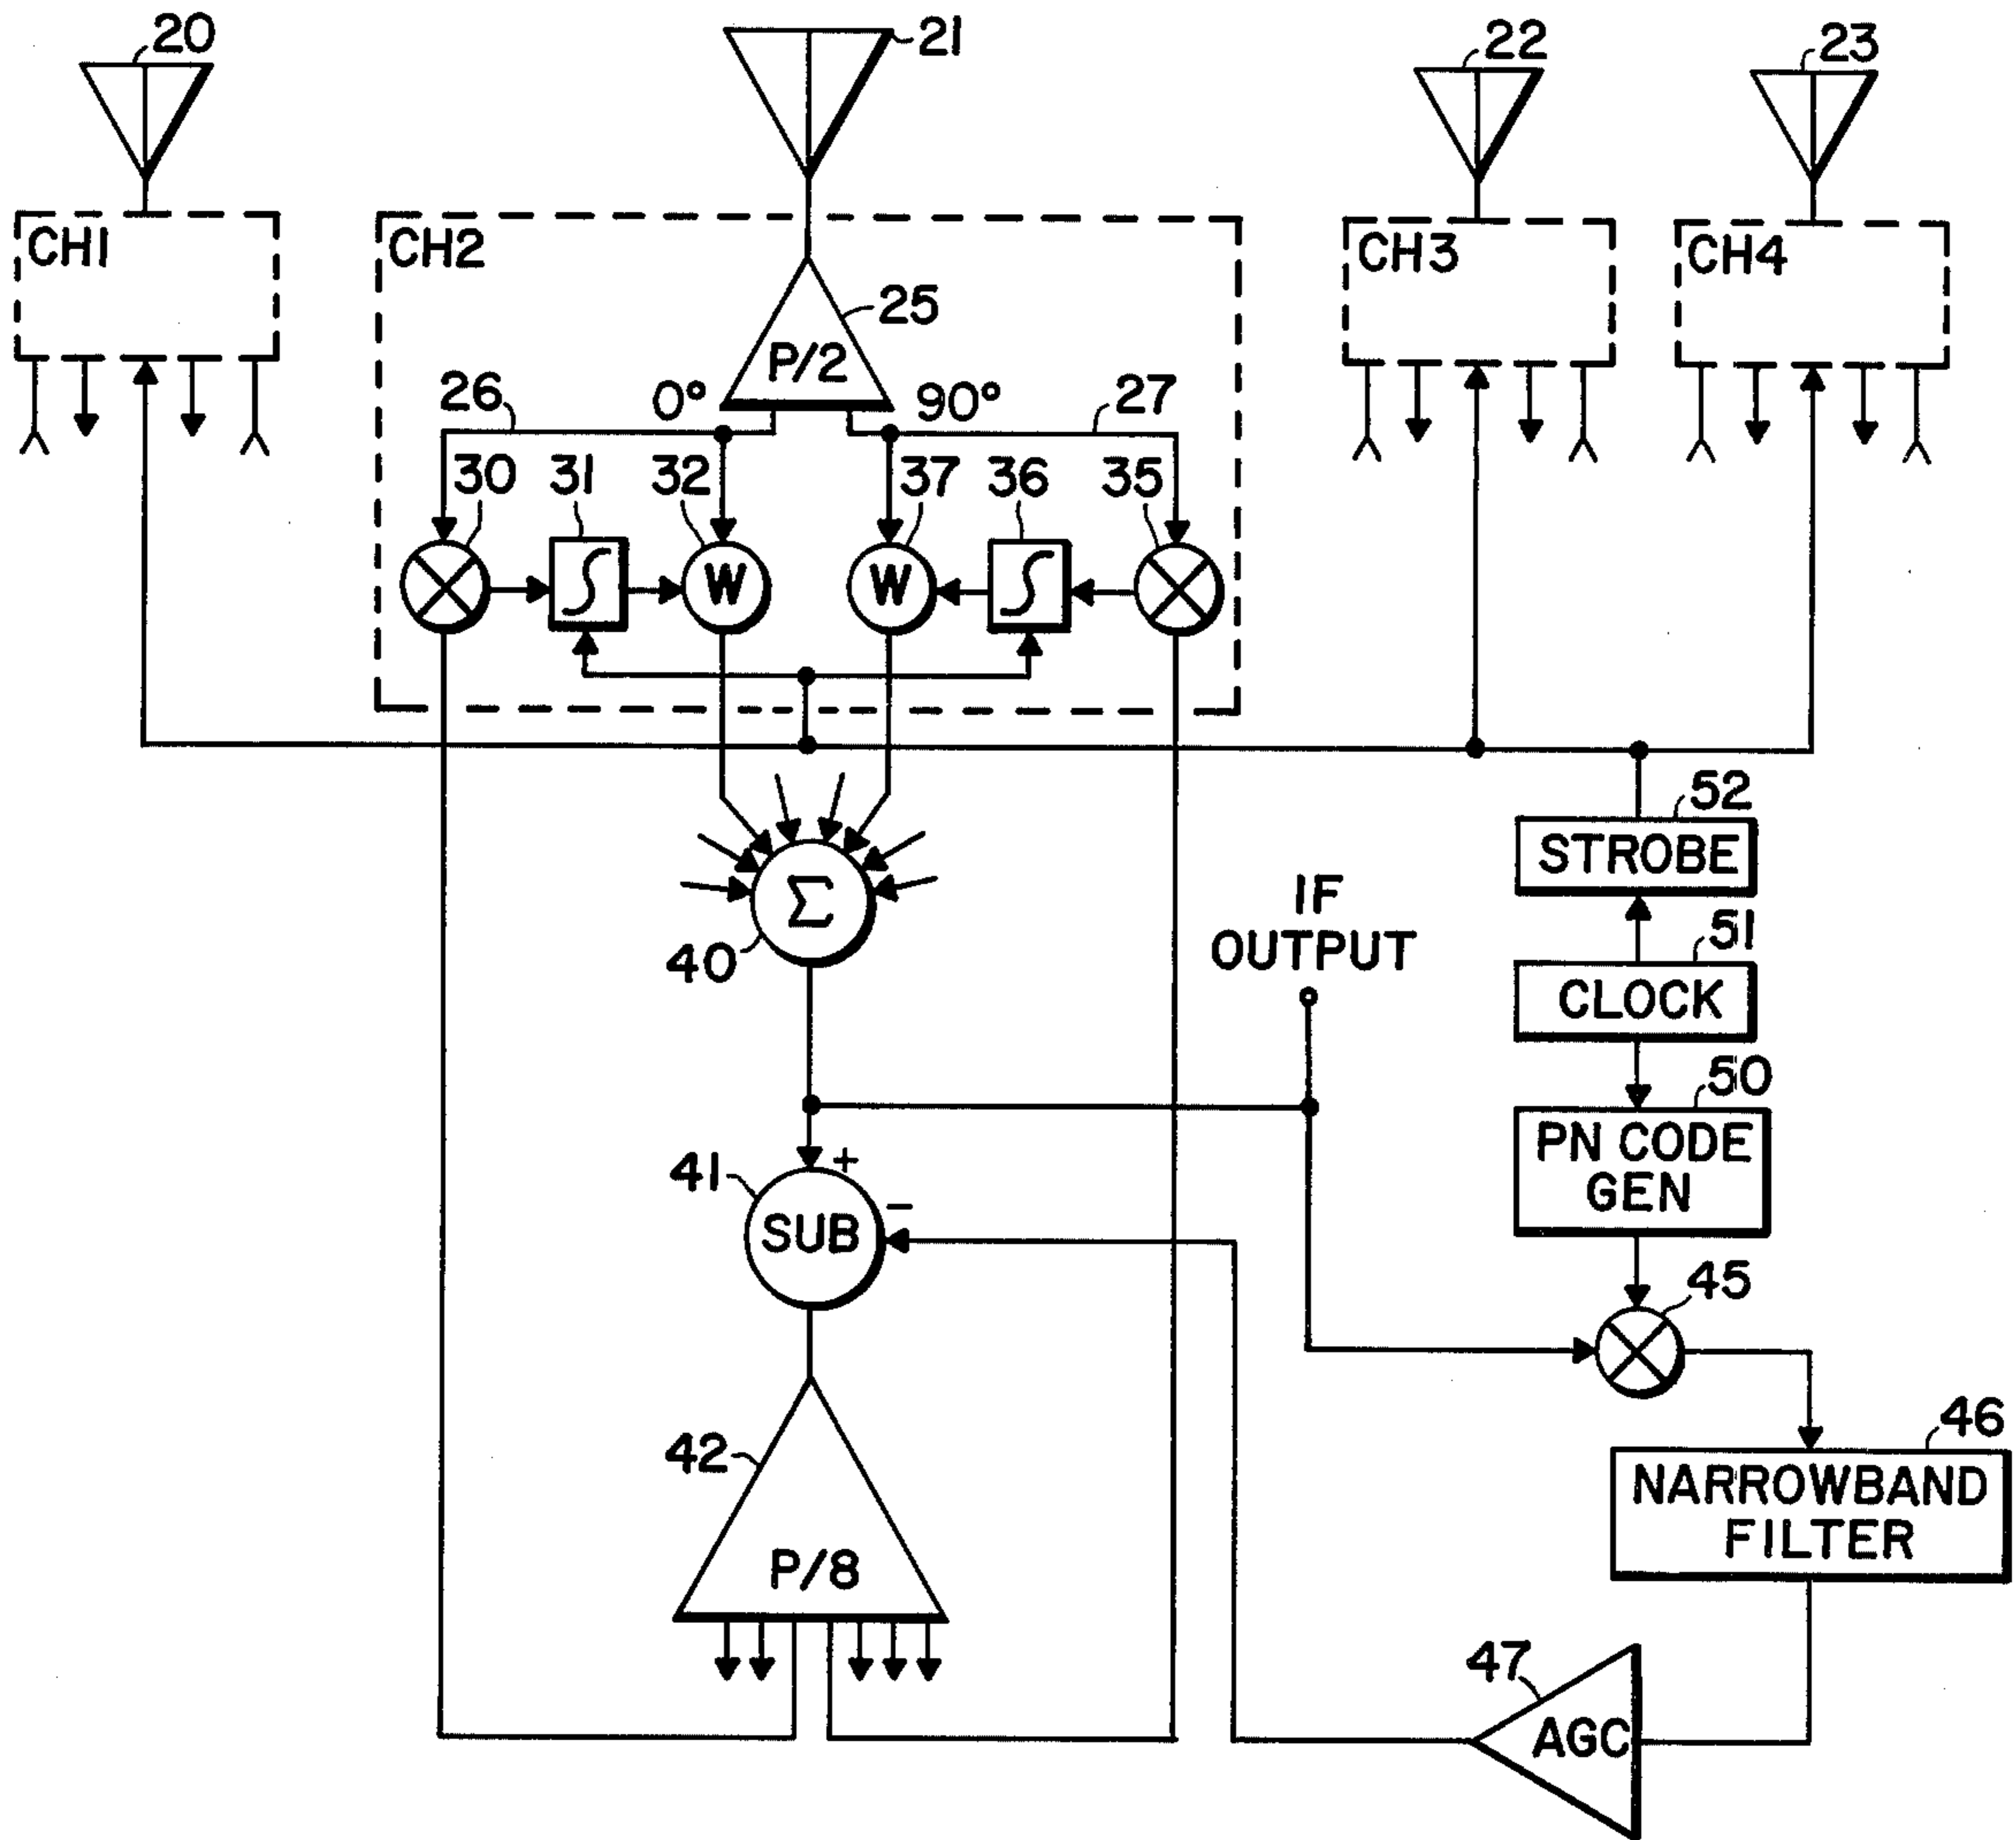 20
21
22
23
CH1
CH2
CH3
CH4
25
P/2
26
0°
90°
27
30
31
32
37
36
35
W
W
52
STROBE
Σ
40
IF
OUTPUT
51
CLOCK
50
PN CODE
GEN
41
+
−
SUB
45
42
46
NARROWBAND
FILTER
P/8
47
AGC